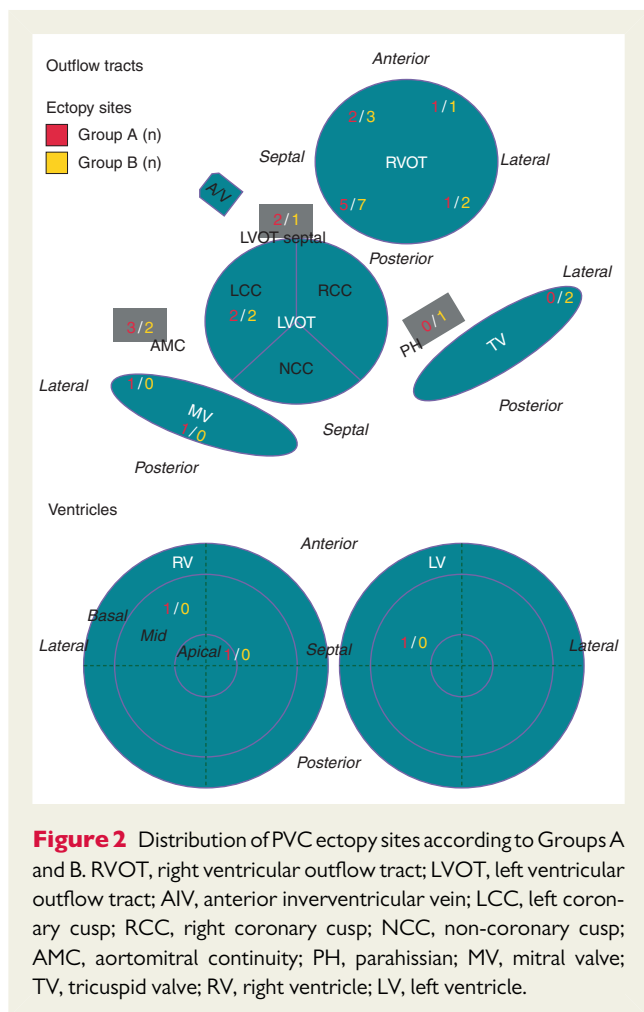 Outflow tracts
Anterior
Ectopy sites
Group A (n)
Group B (n)
2/3
1/1
Septal
RVOT
Lateral
AIV
5/7
1/2
2/1
LVOT septal
Posterior
Lateral
LCC
RCC
0/2
2/2
LVOT
3/2
0/1
AMC
PH
TV
NCC
Lateral
1/0
MV
1/0
Septal
Posterior
Posterior
Ventricles
Anterior
RV
LV
Basal
1/0
Lateral
Mid
Apical
1/0
Septal
1/0
Lateral
Posterior
Figure 2 Distribution of PVC ectopy sites according to Groups A
and B. RVOT, right ventricular outflow tract; LVOT, left ventricular
outflow tract; AIV, anterior inverventricular vein; LCC, left coron-
ary cusp; RCC, right coronary cusp; NCC, non-coronary cusp;
AMC, aortomitral continuity; PH, parahissian; MV, mitral valve;
TV, tricuspid valve; RV, right ventricle; LV, left ventricle.